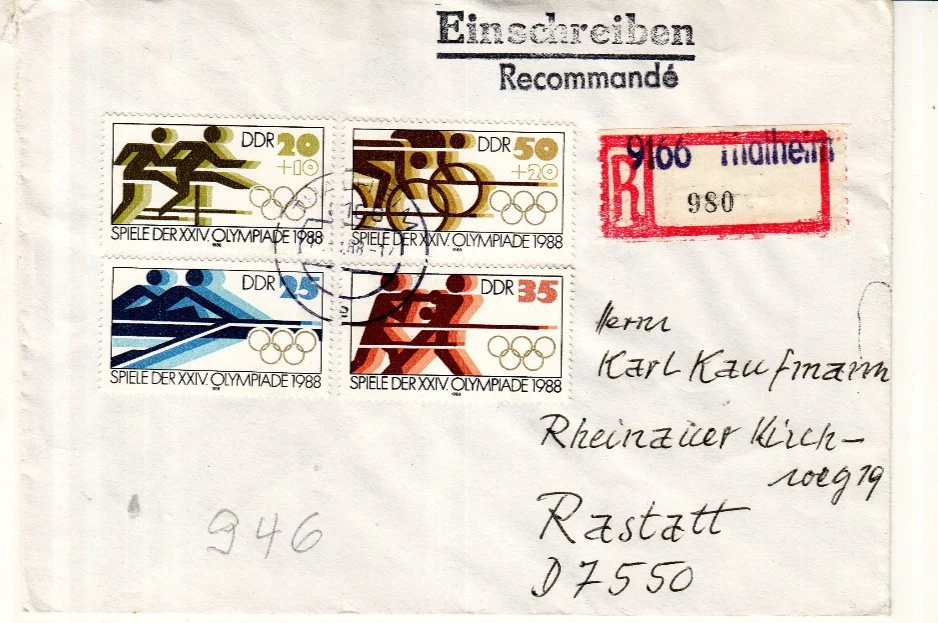 Einschreiben
Recommandé
DDR 20
+10
SPIELE DER XXIV. OLYMPIADE 1988
DDR 50
+20
SPIELE DER XXIV. OLYMPIADE 1988
9166 Thalheim
R
980
DDR 25
SPIELE DER XXIV. OLYMPIADE 1988
DDR 35
SPIELE DER XXIV. OLYMPIADE 1988
Herrn
Karl Kaufmann
Rheinauer Kirch-
weg 19
Rastatt
D 7550
946